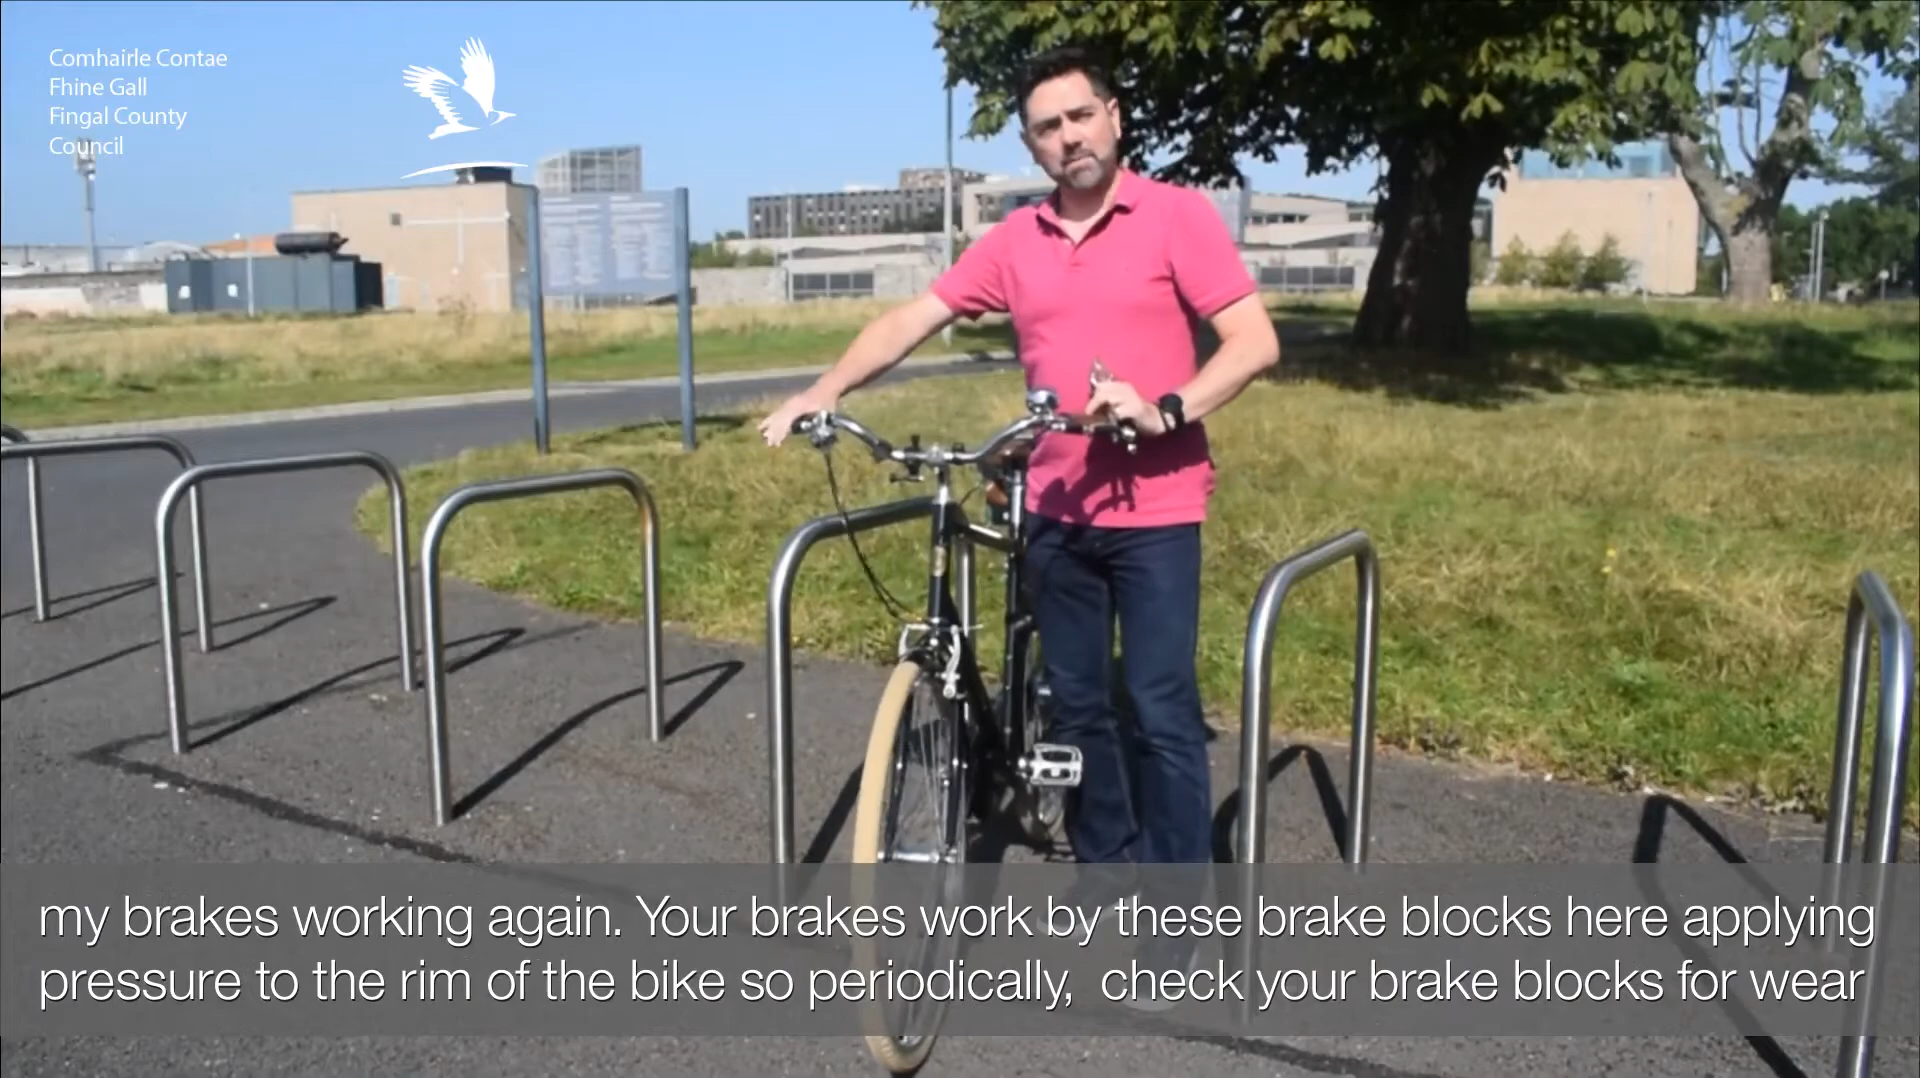 Comhairle Contae
Fhine Gall
Fingal County
Council
my brakes working again. Your brakes work by these brake blocks here applying
pressure to the rim of the bike so periodically, check your brake blocks for wear